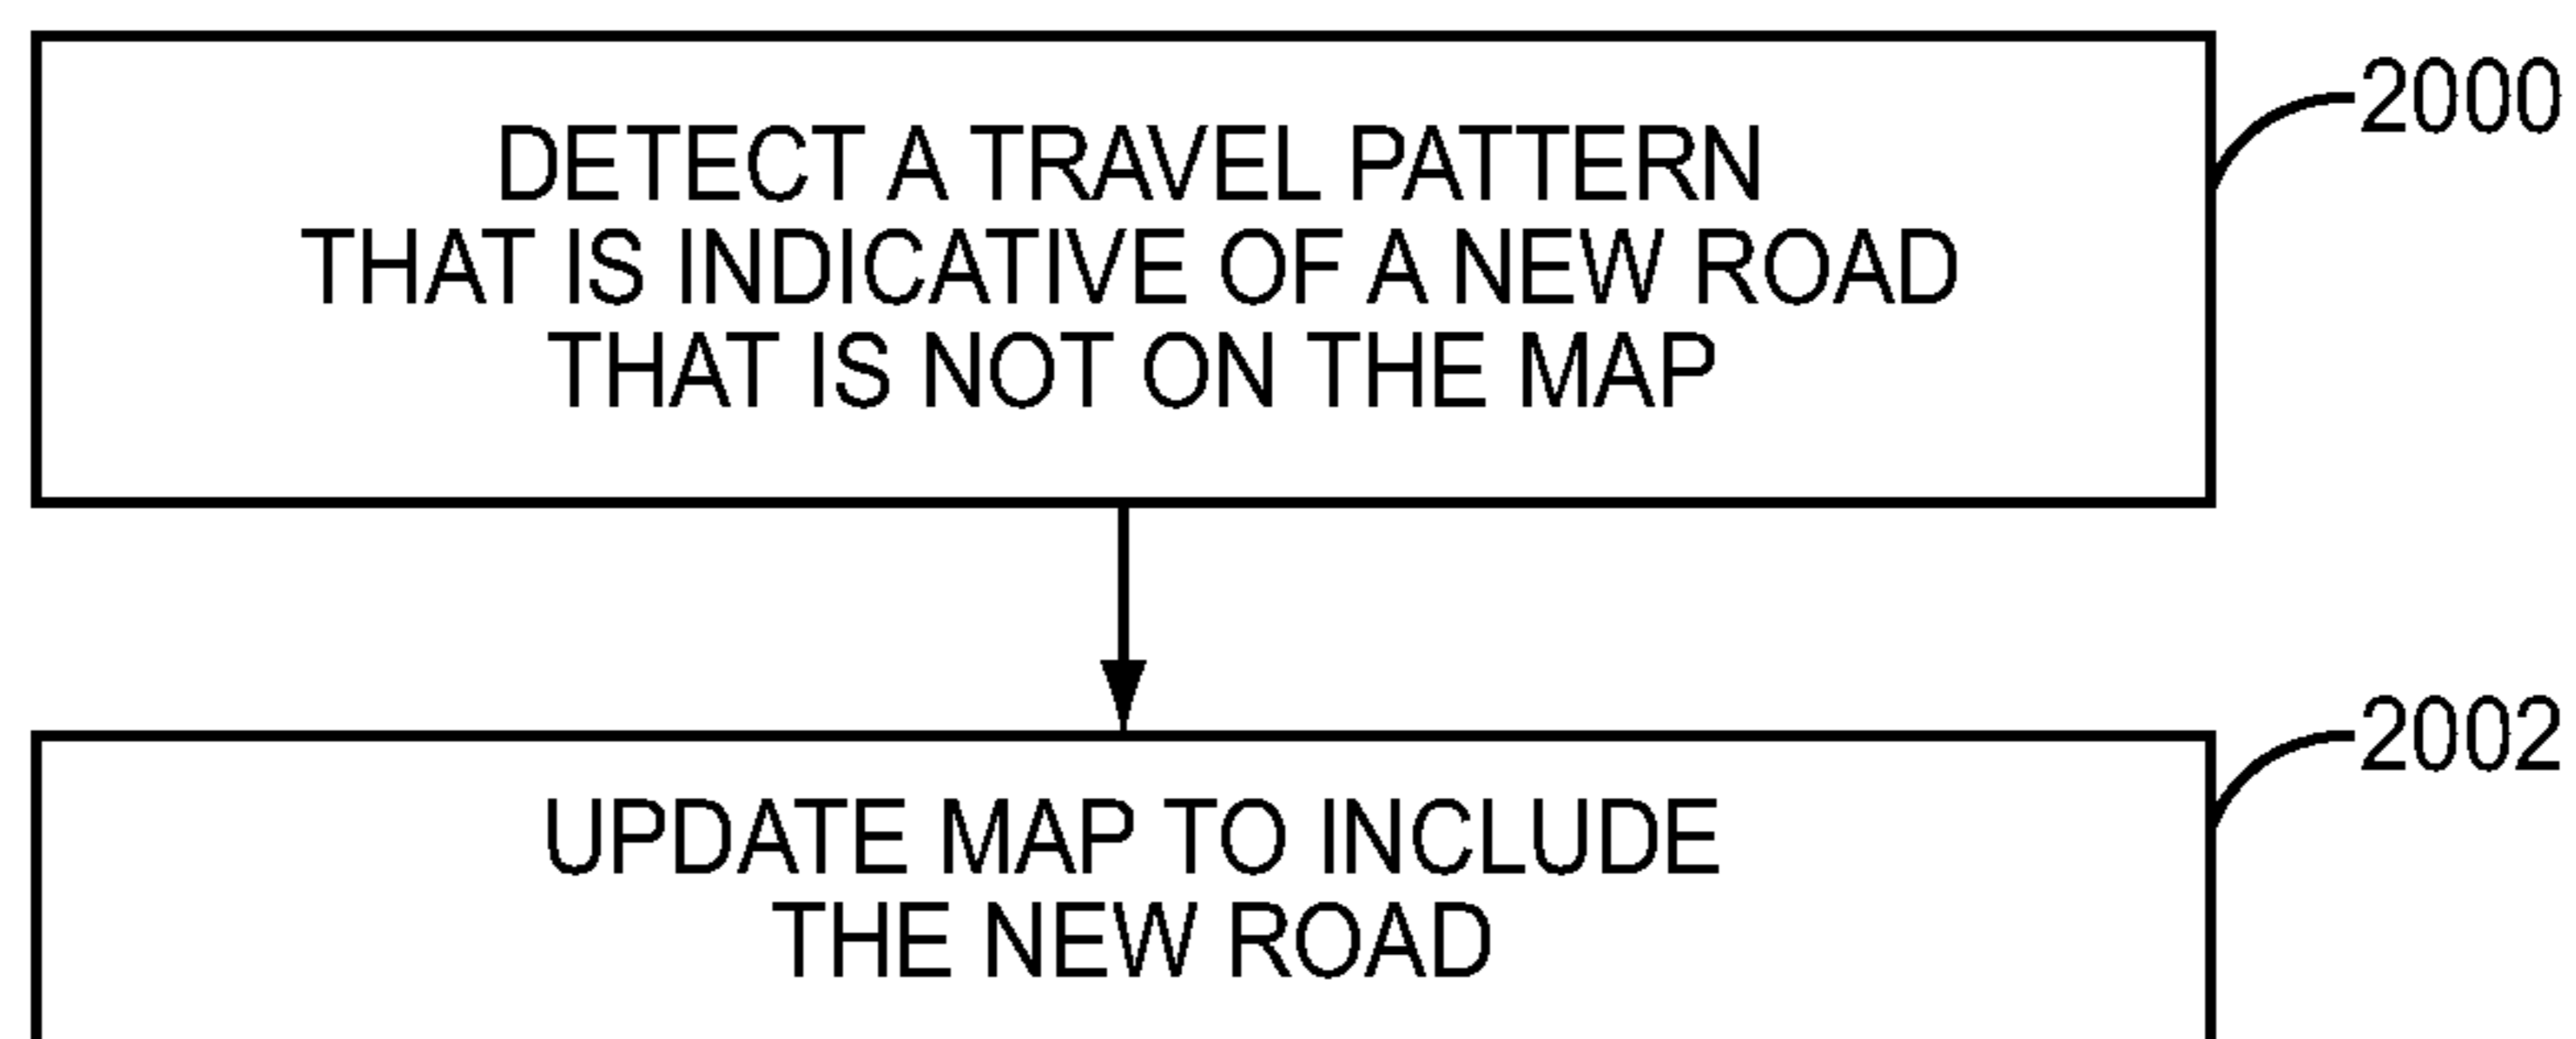 DETECT A TRAVEL PATTERN
THAT IS INDICATIVE OF A NEW ROAD
THAT IS NOT ON THE MAP
2000
UPDATE MAP TO INCLUDE
THE NEW ROAD
2002